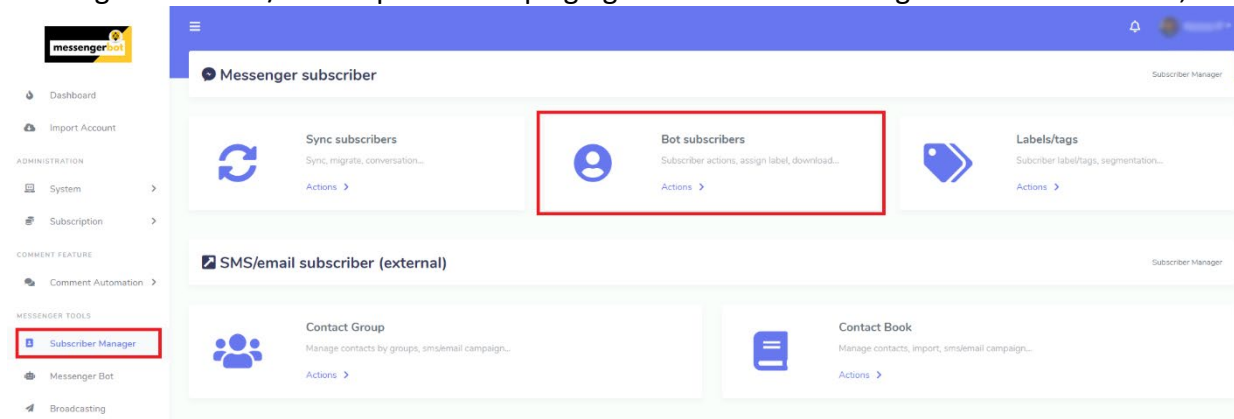 messengerbot
Dashboard
Import Account
ADMINISTRATION
System
Subscription
COMMENT FEATURE
Comment Automation
MESSENGER TOOLS
Subscriber Manager
Messenger Bot
Broadcasting
Messenger subscriber
Subscriber Manager
Sync subscribers
Sync, migrate, conversation...
Actions
Bot subscribers
Subscriber actions, assign label, download...
Actions
Labels/tags
Subcriber label/tags, segmentation...
Actions
SMS/email subscriber (external)
Subscriber Manager
Contact Group
Manage contacts by groups, sms/email campaign...
Actions
Contact Book
Manage contacts, import, sms/email campaign...
Actions